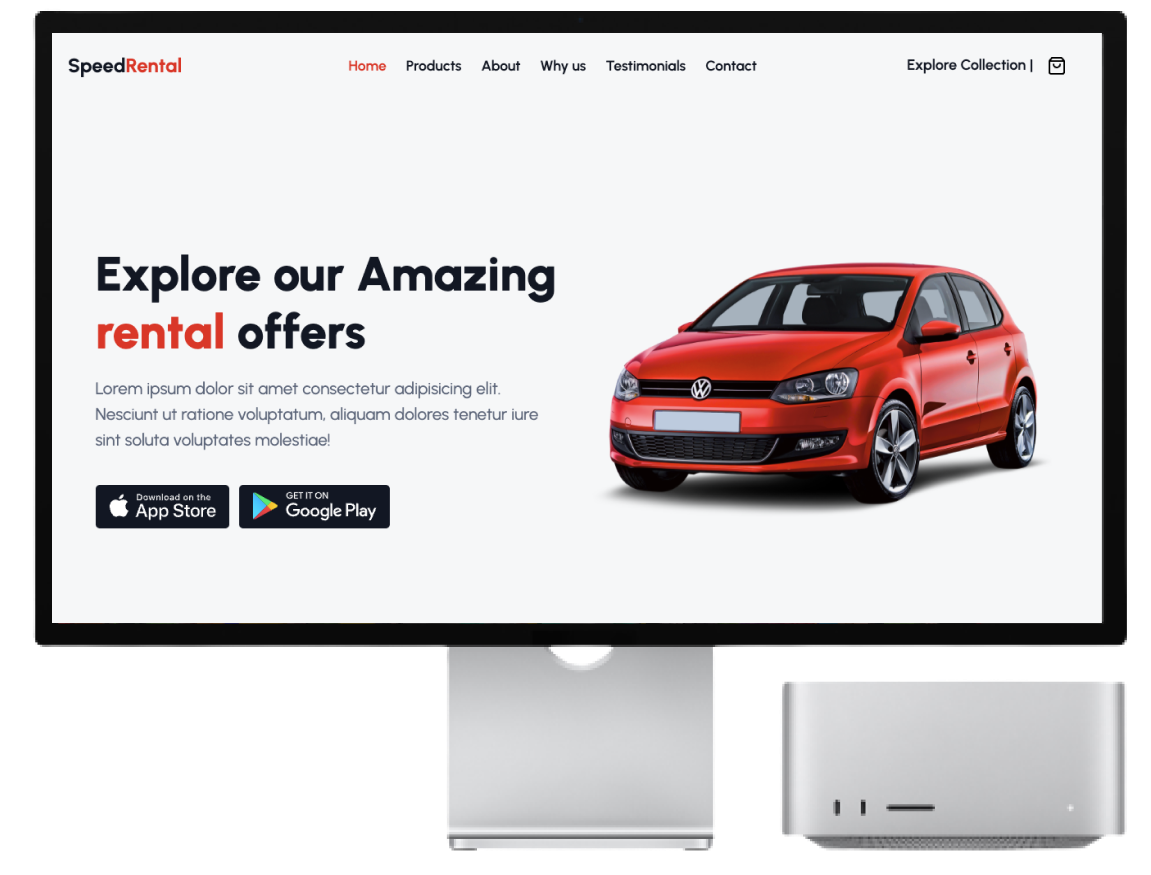 SpeedRental
Home Products About Why us Testimonials Contact
Explore Collection |
Explore our Amazing
rental offers
Lorem ipsum dolor sit amet consectetur adipisicing elit.
Nesciunt ut ratione voluptatum, aliquam dolores tenetur iure
sint soluta voluptates molestiae!
Download on the
App Store
GET IT ON
Google Play